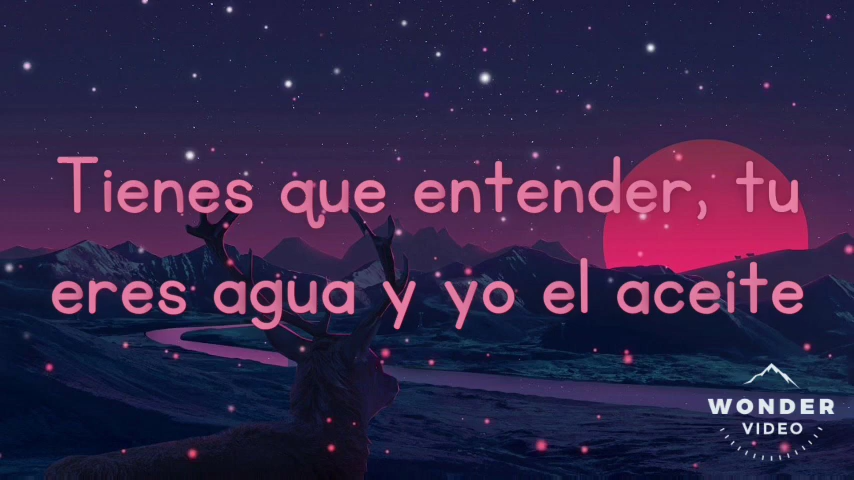 Tienes que entender, tu
eres agua y yo el aceite
WONDER
VIDEO